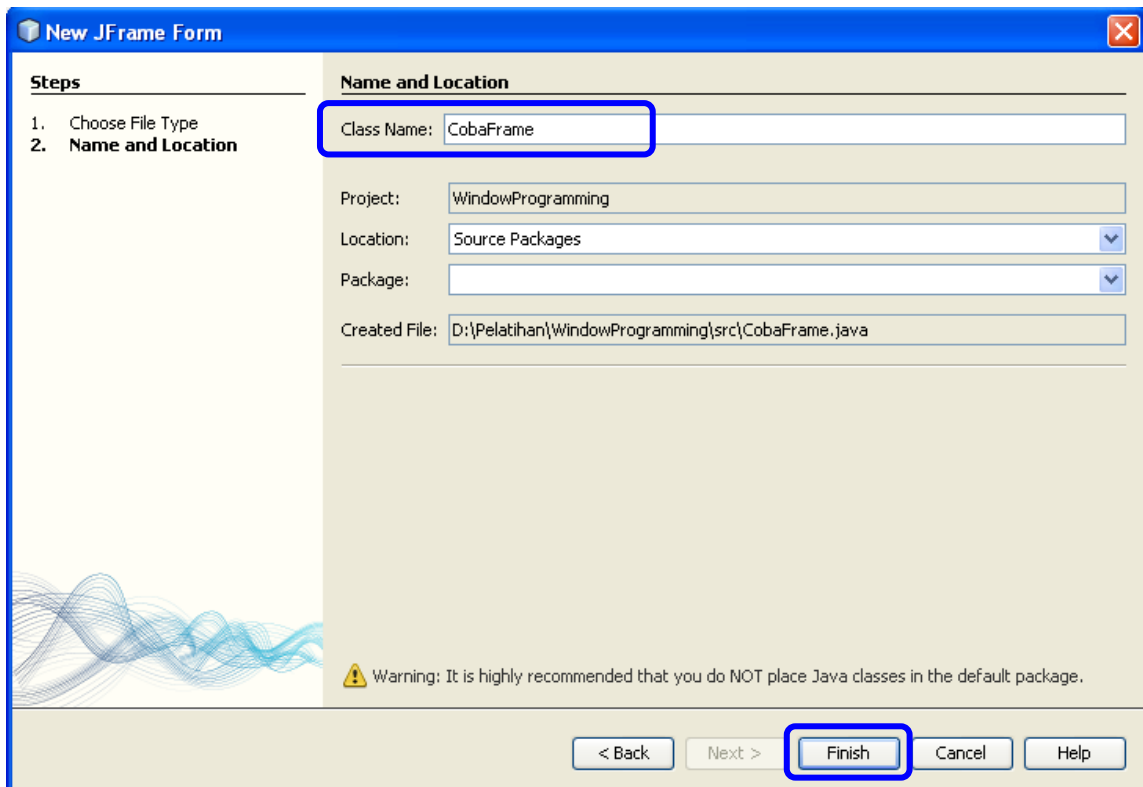 New JFrame Form
Steps
1. Choose File Type
2. Name and Location
Name and Location
Class Name: CobaFrame
Project: WindowProgramming
Location: Source Packages
Package:
Created File: D:\Pelatihan\WindowProgramming\src\CobaFrame.java
Warning: It is highly recommended that you do NOT place Java classes in the default package.
< Back Next > Finish Cancel Help